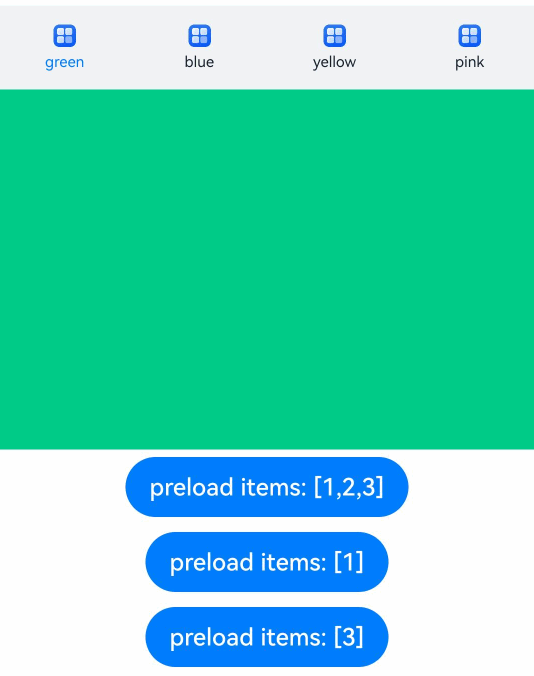 green blue yellow pink
preload items: [1,2,3]
preload items: [1]
preload items: [3]